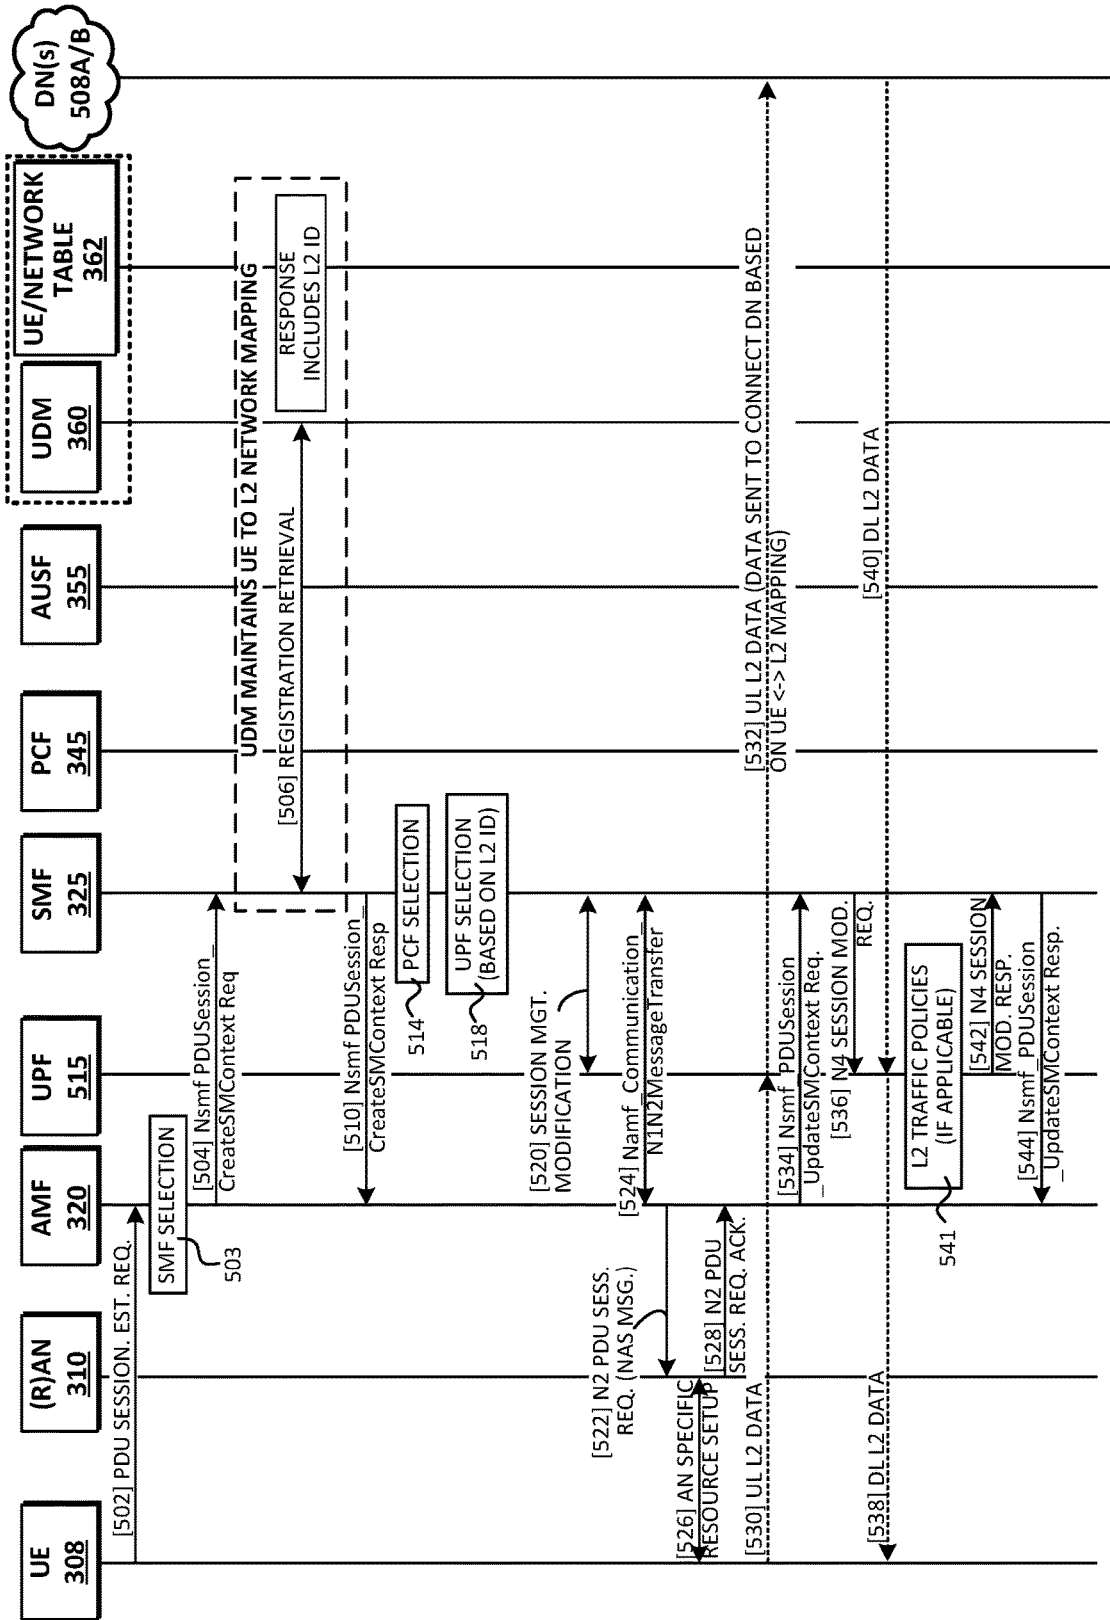 UE
308
(R)AN
310
AMF
320
UPF
515
SMF
325
PCF
345
AUSF
355
UDM
360
UE/NETWORK
TABLE
362
DN(s)
508A/B
[502] PDU SESSION. EST. REQ.
SMF SELECTION
503
[504] Nsmf PDUSession_
CreateSMContext Req
UDM MAINTAINS UE TO L2 NETWORK MAPPING
[506] REGISTRATION RETRIEVAL
RESPONSE
INCLUDES L2 ID
[510] Nsmf PDUSession_
CreateSMContext Resp
PCF SELECTION
514
UPF SELECTION
(BASED ON L2 ID)
518
[520] SESSION MGT.
MODIFICATION
[524] Namf_Communication_
N1N2MessageTransfer
[522] N2 PDU SESS.
REQ. (NAS MSG.)
[526] AN SPECIFIC
RESOURCE SETUP
[528] N2 PDU
SESS. REQ. ACK.
[530] UL L2 DATA
[532] UL L2 DATA (DATA SENT TO CONNECT DN BASED
ON UE <-> L2 MAPPING)
[534] Nsmf_PDUSession
_UpdateSMContext Req.
[536] N4 SESSION MOD.
REQ.
[538] DL L2 DATA
[540] DL L2 DATA
L2 TRAFFIC POLICIES
(IF APPLICABLE)
541
[542] N4 SESSION
MOD. RESP.
[544] Nsmf_PDUSession
_UpdateSMContext Resp.